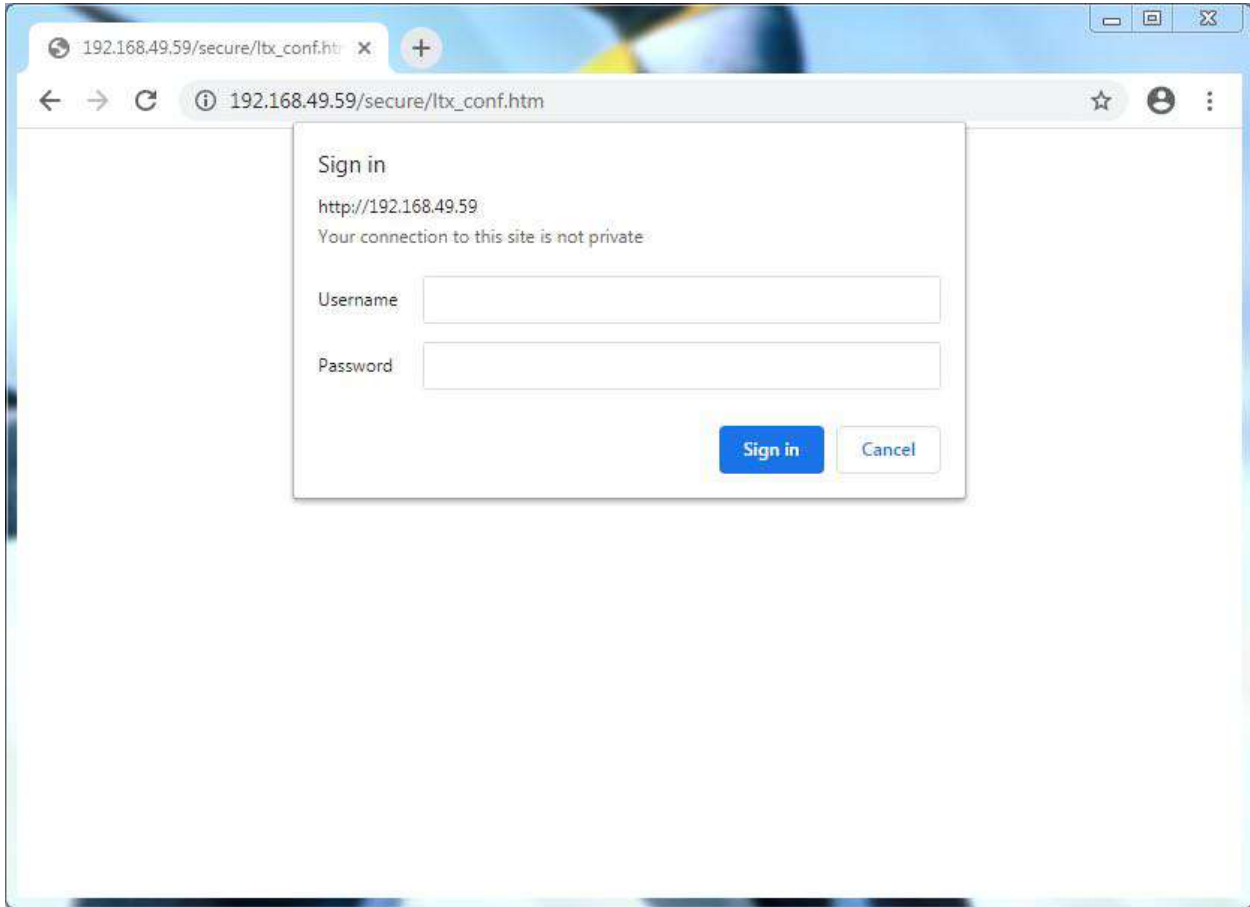 192.168.49.59/secure/ltx_conf.ht
192.168.49.59/secure/ltx_conf.htm
Sign in
http://192.168.49.59
Your connection to this site is not private
Username
Password
Sign in Cancel